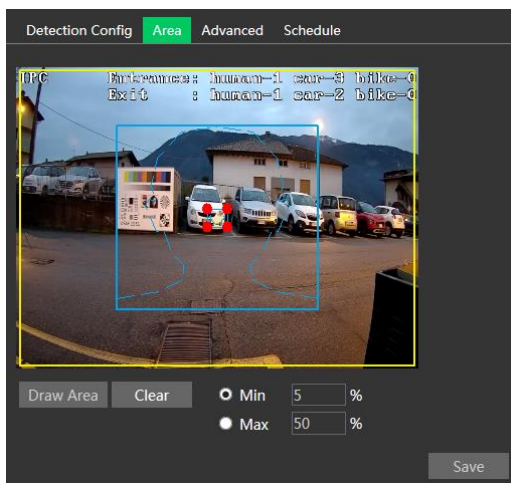 Detection Config Area Advanced Schedule
IPC Entrance: human-1 car-3 bike-0
Exit : human-1 car-2 bike-0
Draw Area Clear Min 5 %
Max 50 %
Save